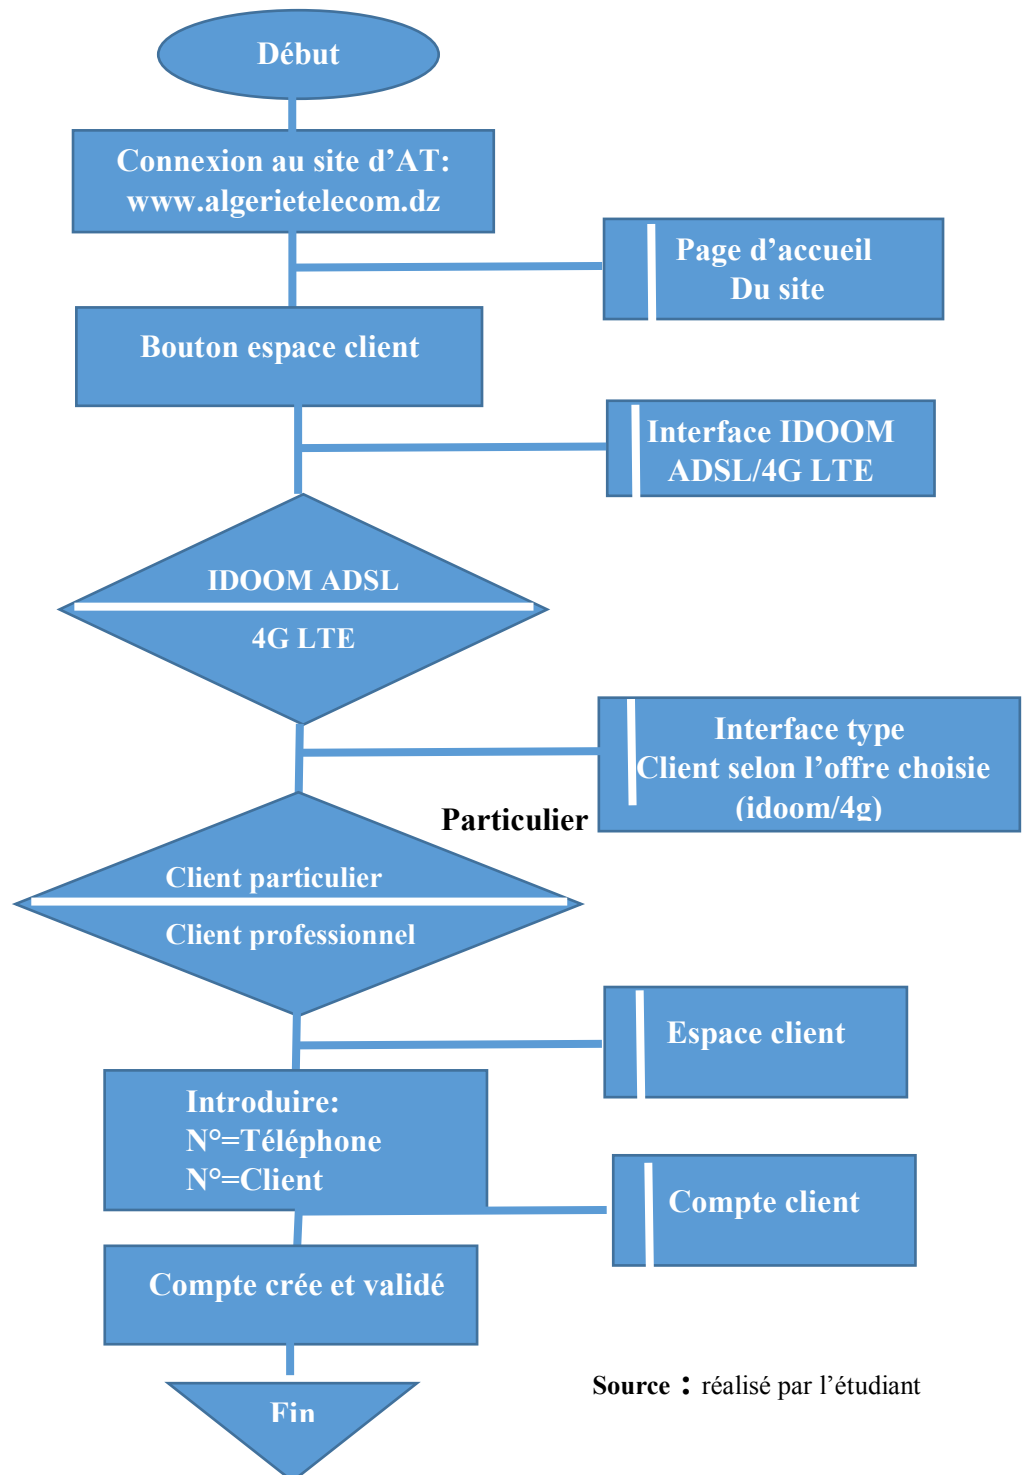 Début
Connexion au site d’AT:
www.algerietelecom.dz
Page d’accueil
Du site
Bouton espace client
Interface IDOOM
ADSL/4G LTE
IDOOM ADSL
4G LTE
Interface type
Client selon l’offre choisie
(idoom/4g)
Particulier
Client particulier
Client professionnel
Espace client
Introduire:
N°=Téléphone
N°=Client
Compte client
Compte crée et validé
Source : réalisé par l’étudiant
Fin